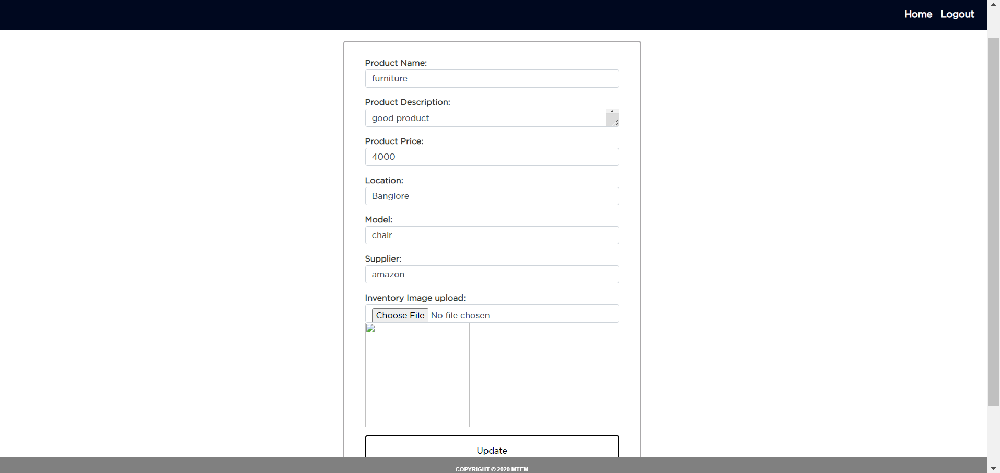 Home Logout
Product Name:
furniture
Product Description:
good product
Product Price:
4000
Location:
Banglore
Model:
chair
Supplier:
amazon
Inventory Image upload:
Choose File No file chosen
Update
COPYRIGHT © 2020 MTEM